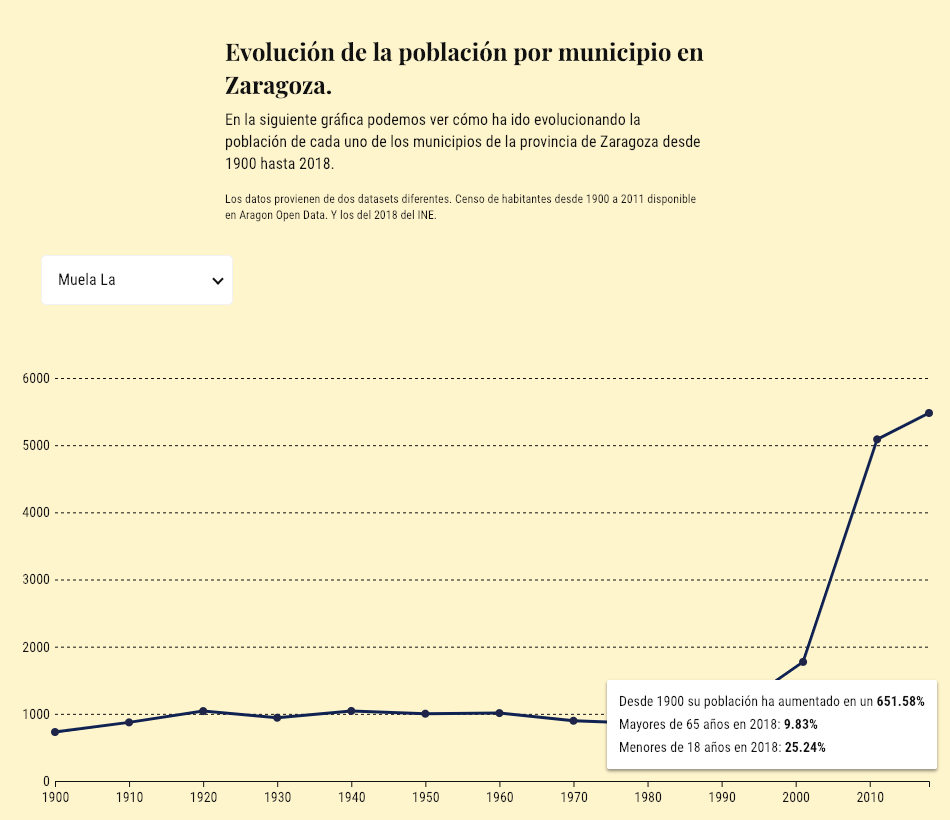 Evolución de la población por municipio en
Zaragoza.
En la siguiente gráfica podemos ver cómo ha ido evolucionando la
población de cada uno de los municipios de la provincia de Zaragoza desde
1900 hasta 2018.
Los datos provienen de dos datasets diferentes. Censo de habitantes desde 1900 a 2011 disponible
en Aragon Open Data. Y los del 2018 del INE.
Muela La
6000
5000
4000
3000
2000
1000
0
Desde 1900 su población ha aumentado en un 651.58%
Mayores de 65 años en 2018: 9.83%
Menores de 18 años en 2018: 25.24%
1900 1910 1920 1930 1940 1950 1960 1970 1980 1990 2000 2010